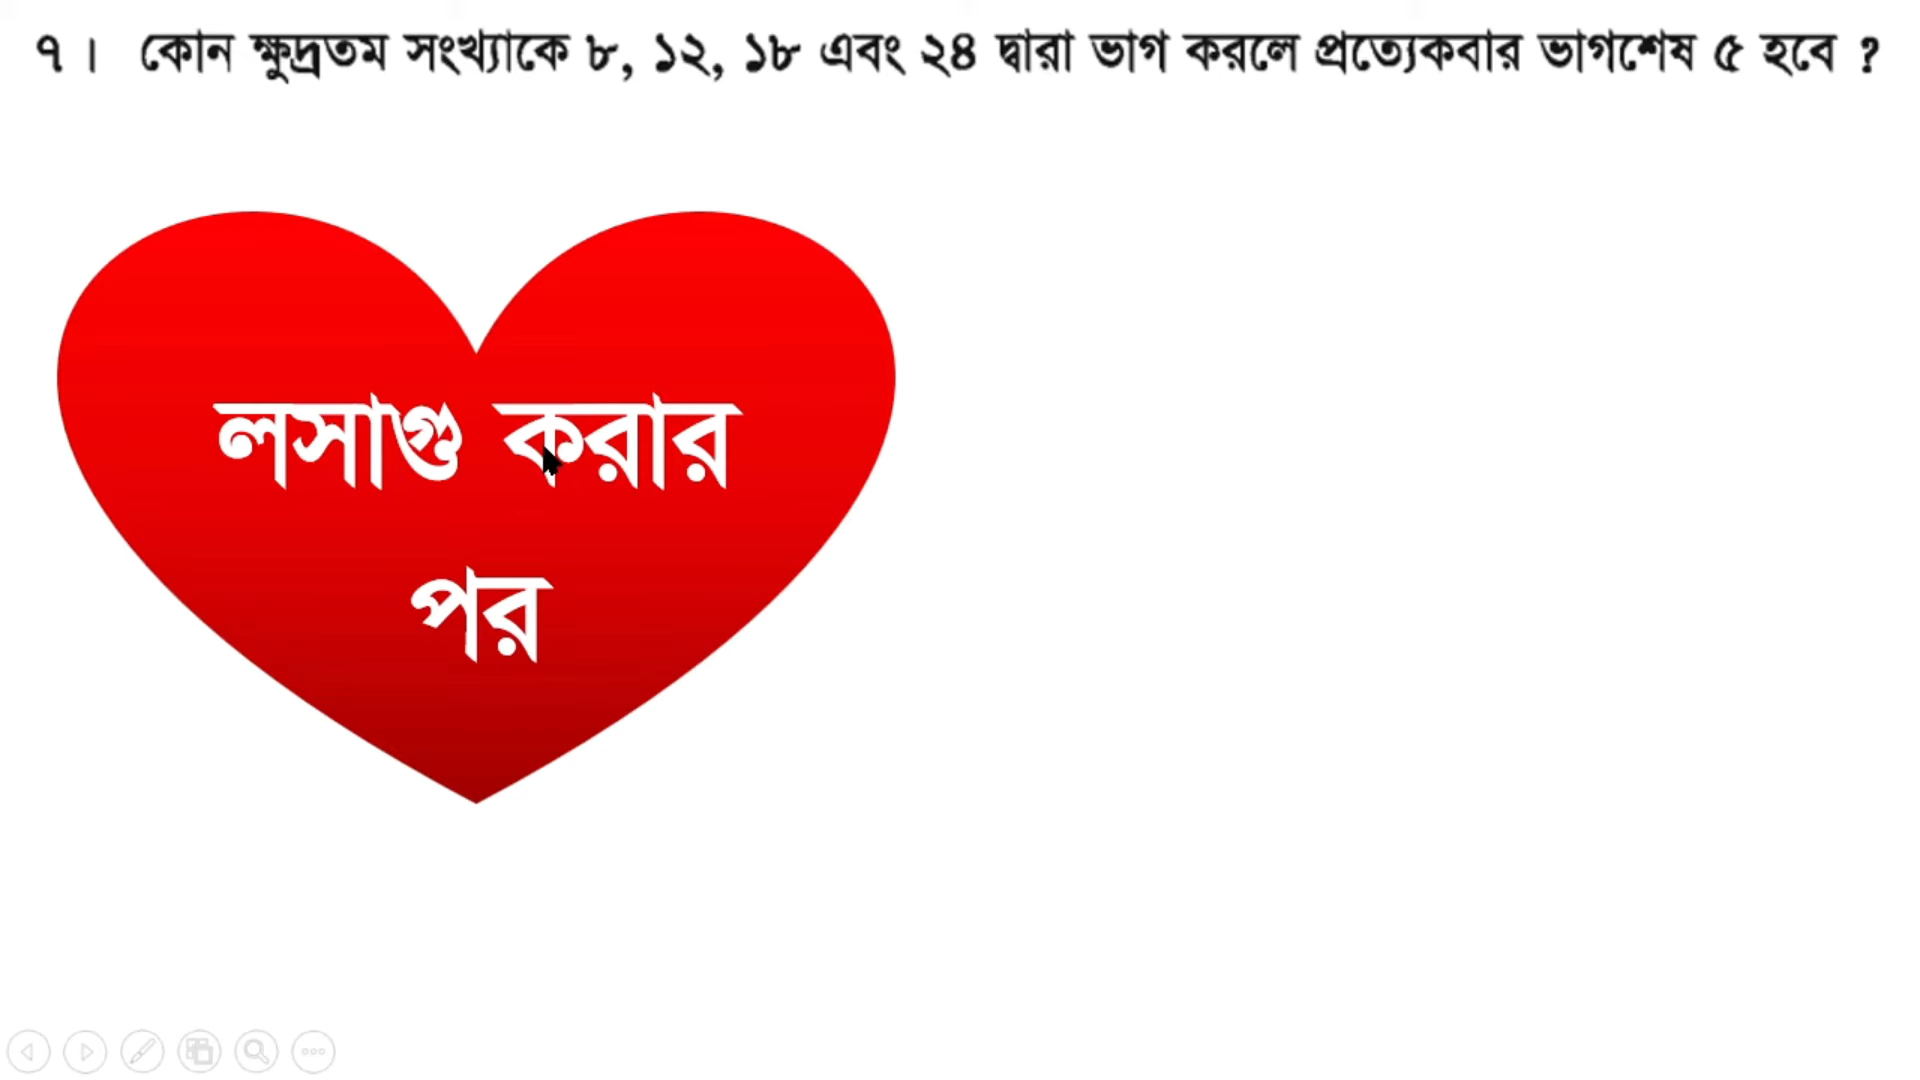 ৭। কোন ক্ষুদ্রতম সংখ্যাকে ৮, ১২, ১৮ এবং ২৪ দ্বারা ভাগ করলে প্রত্যেকবার ভাগশেষ ৫ হবে ?
লসাগু করার
পর